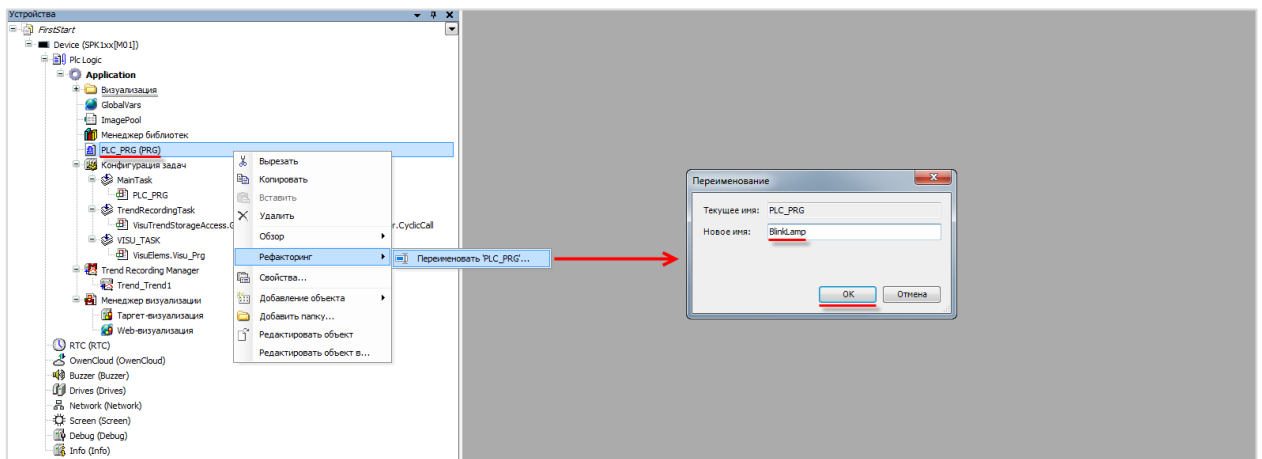 Устройства
FirstStart
Device (SPK1xx[M01])
Plc Logic
Application
Визуализация
GlobalVars
ImagePool
Менеджер библиотек
PLC_PRG (PRG)
Конфигурация задач
MainTask
PLC_PRG
TrendRecordingTask
VisuTrendStorageAccess.G
r.CyclicCall
VISU_TASK
VisuElems.Visu_Prg
Trend Recording Manager
Trend_Trend1
Менеджер визуализации
Таргет-визуализация
Web-визуализация
RTC (RTC)
OwenCloud (OwenCloud)
Buzzer (Buzzer)
Drives (Drives)
Network (Network)
Screen (Screen)
Debug (Debug)
Info (Info)
Вырезать
Копировать
Вставить
Удалить
Обзор
Рефакторинг
Переименовать 'PLC_PRG'...
Свойства...
Добавление объекта
Добавить папку...
Редактировать объект
Редактировать объект в...
Переименование
Текущее имя: PLC_PRG
Новое имя: BlinkLamp
ОК Отмена